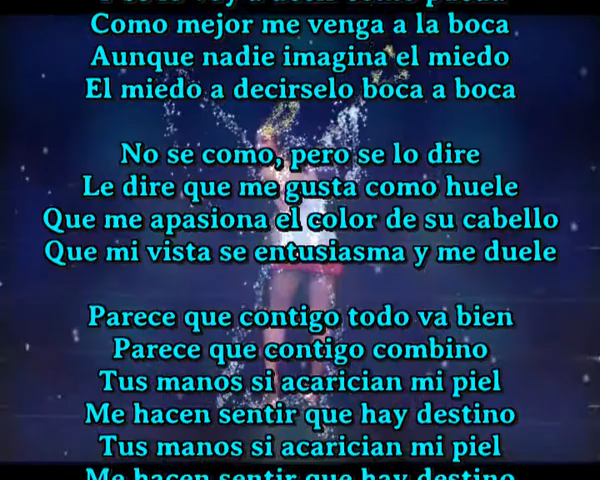 Como mejor me venga a la boca
Aunque nadie imagina el miedo
El miedo a decirselo boca a boca
No se como, pero se lo dire
Le dire que me gusta como huele
Que me apasiona el color de su cabello
Que mi vista se entusiasma y me duele
Parece que contigo todo va bien
Parece que contigo combino
Tus manos si acarician mi piel
Me hacen sentir que hay destino
Tus manos si acarician mi piel
Me hacen sentir que hay destino